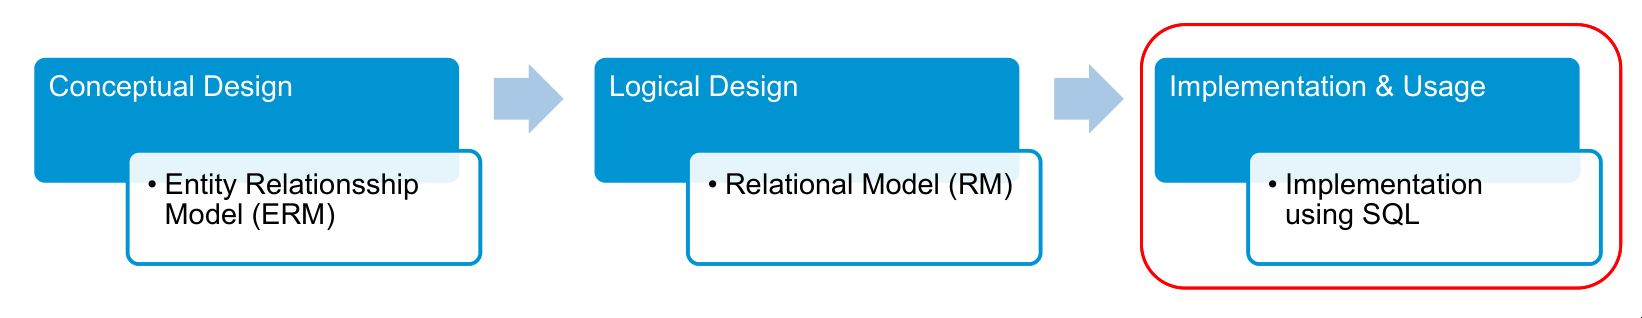 Conceptual Design
• Entity Relationsship
Model (ERM)
Logical Design
• Relational Model (RM)
Implementation & Usage
• Implementation
using SQL